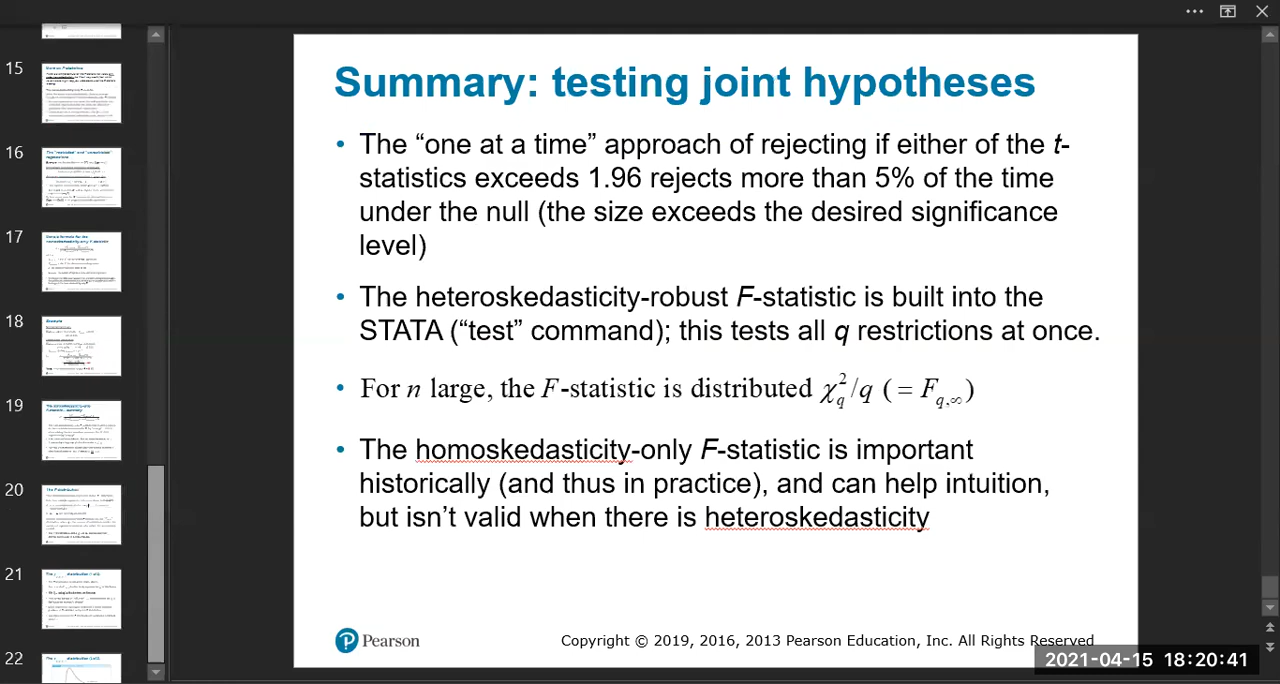 Summary: testing joint hypotheses
• The “one at a time” approach of rejecting if either of the t-
statistics exceeds 1.96 rejects more than 5% of the time
under the null (the size exceeds the desired significance
level)
• The heteroskedasticity-robust F-statistic is built into the
STATA (“test” command); this tests all q restrictions at once.
• For n large, the F-statistic is distributed χ²_q/q (= F_q,∞)
• The homoskedasticity-only F-statistic is important
historically (and thus in practice), and can help intuition,
but isn’t valid when there is heteroskedasticity
Pearson
Copyright © 2019, 2016, 2013 Pearson Education, Inc. All Rights Reserved
2021-04-15 18:20:41
15
16
17
18
19
20
21
22